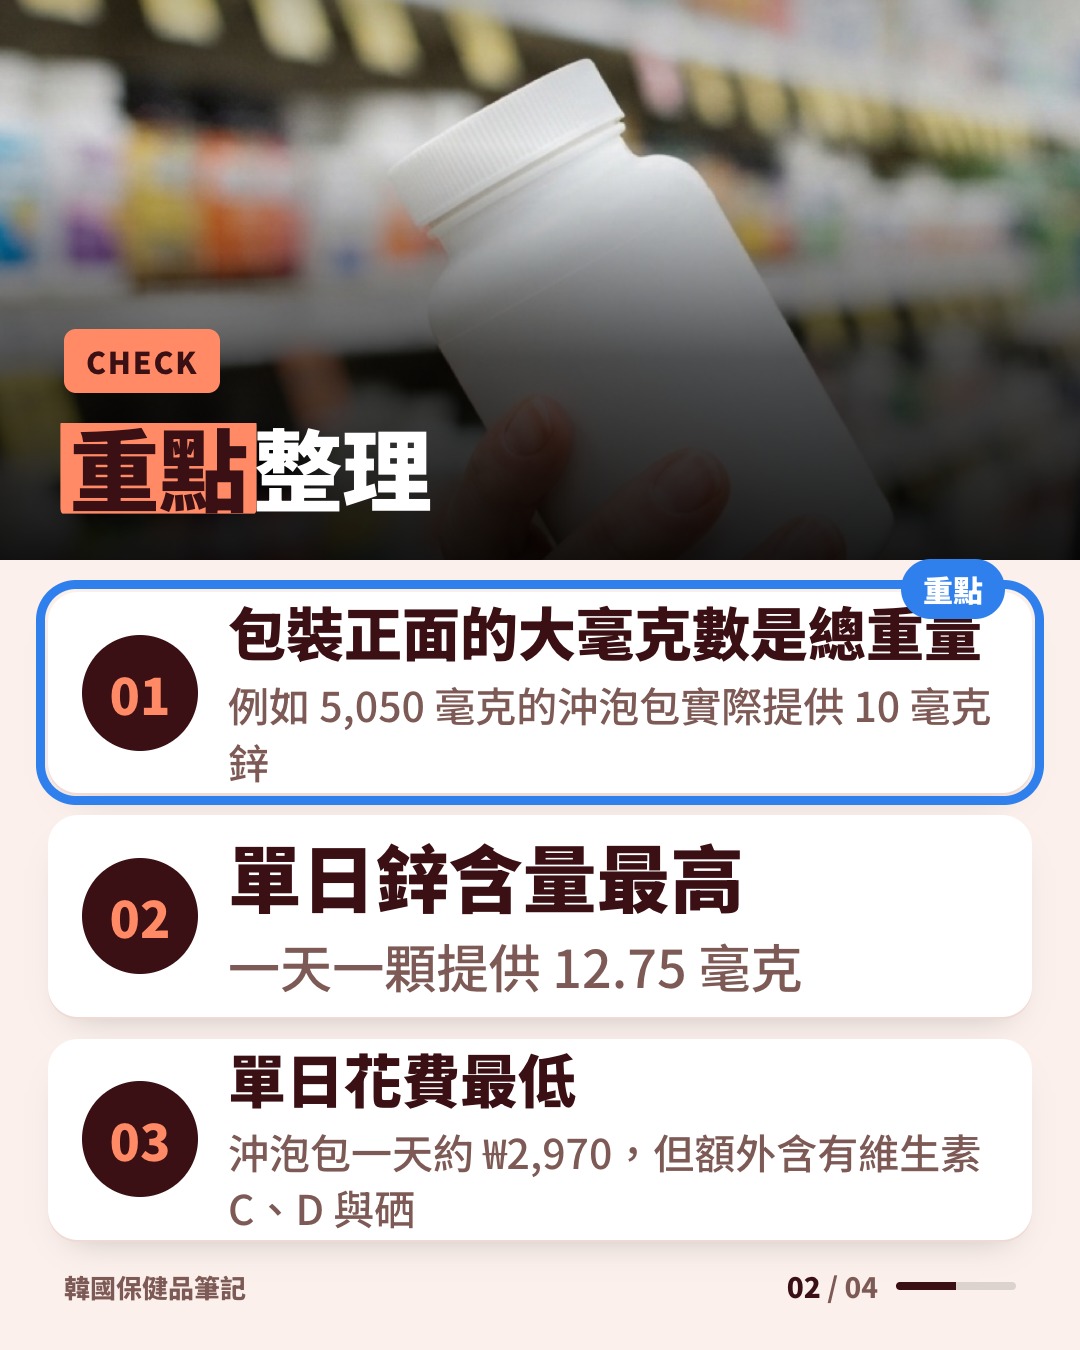 CHECK
重點整理
重點
01
包裝正面的大毫克數是總重量
例如 5,050 毫克的沖泡包實際提供 10 毫克
鋅
02
單日鋅含量最高
一天一顆提供 12.75 毫克
03
單日花費最低
沖泡包一天約 ₩2,970，但額外含有維生素
C、D 與硒
韓國保健品筆記
02 / 04